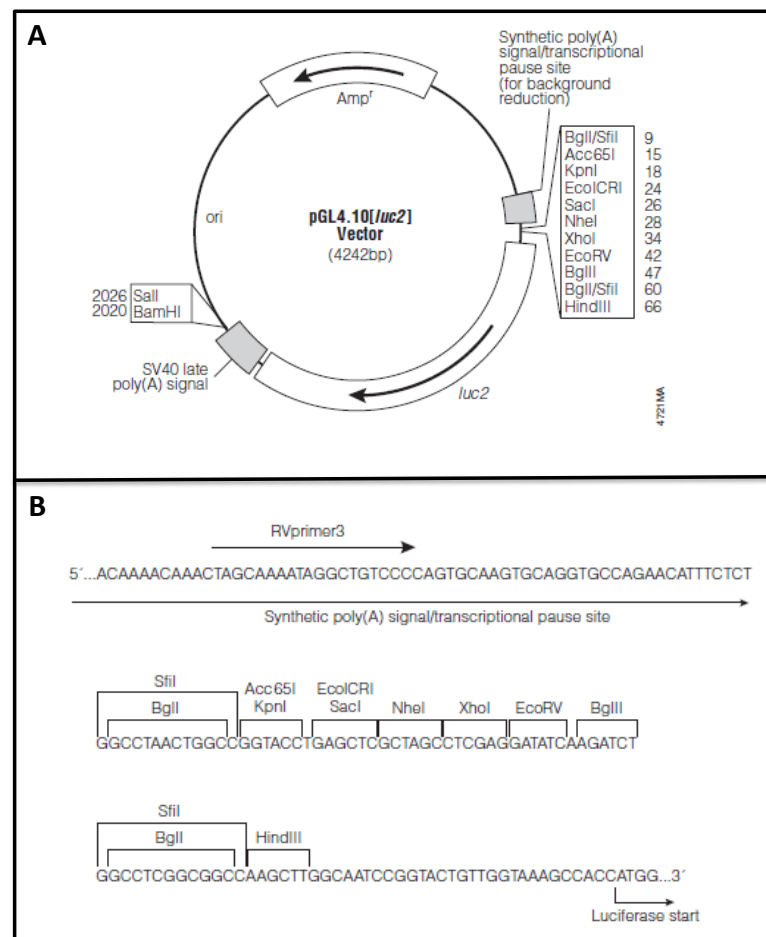 A
Synthetic poly(A)
signal/transcriptional
pause site
(for background
reduction)
Ampr
BglI/SfiI 9
Acc65I 15
KpnI 18
EcoICRI 24
SacI 26
NheI 28
XhoI 34
EcoRV 42
BglII 47
BglI/SfiI 60
HindIII 66
ori
pGL4.10[luc2]
Vector
(4242bp)
2026 SalI
2020 BamHI
SV40 late
poly(A) signal
luc2
4721MA
B
RVprimer3
5´...ACAAAACAAACTAGCAAAATAGGCTGTCCCCAGTGCAAGTGCAGGTGCCAGAACATTTCTCT
Synthetic poly(A) signal/transcriptional pause site
SfiI
Acc65I EcoICRI
BglI KpnI SacI NheI XhoI EcoRV BglII
GGCCTAACTGGCCGGTACCTGAGCTCGCTAGCCTCGAGGATATCAAGATCT
SfiI
BglI HindIII
GGCCTCGGCGGCCAAGCTTGGCAATCCGGTACTGTTGGTAAAGCCACCATGG...3´
Luciferase start